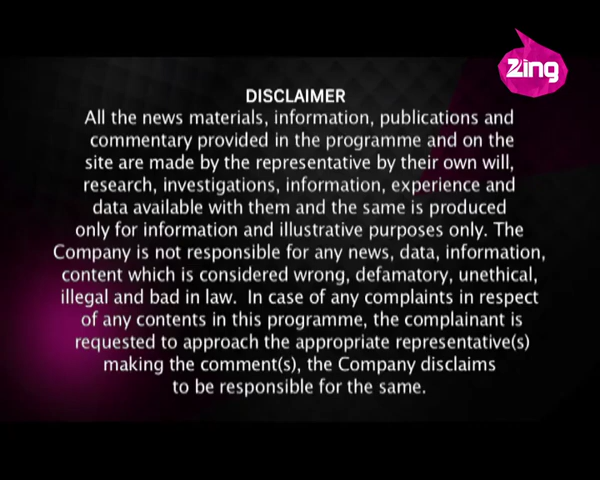 Zing
DISCLAIMER
All the news materials, information, publications and
commentary provided in the programme and on the
site are made by the representative by their own will,
research, investigations, information, experience and
data available with them and the same is produced
only for information and illustrative purposes only. The
Company is not responsible for any news, data, information,
content which is considered wrong, defamatory, unethical,
illegal and bad in law. In case of any complaints in respect
of any contents in this programme, the complainant is
requested to approach the appropriate representative(s)
making the comment(s), the Company disclaims
to be responsible for the same.